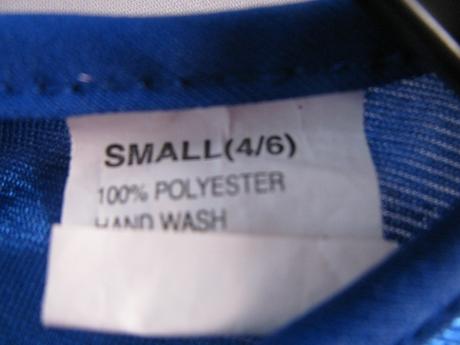 SMALL(4/6)
100% POLYESTER
HAND WASH